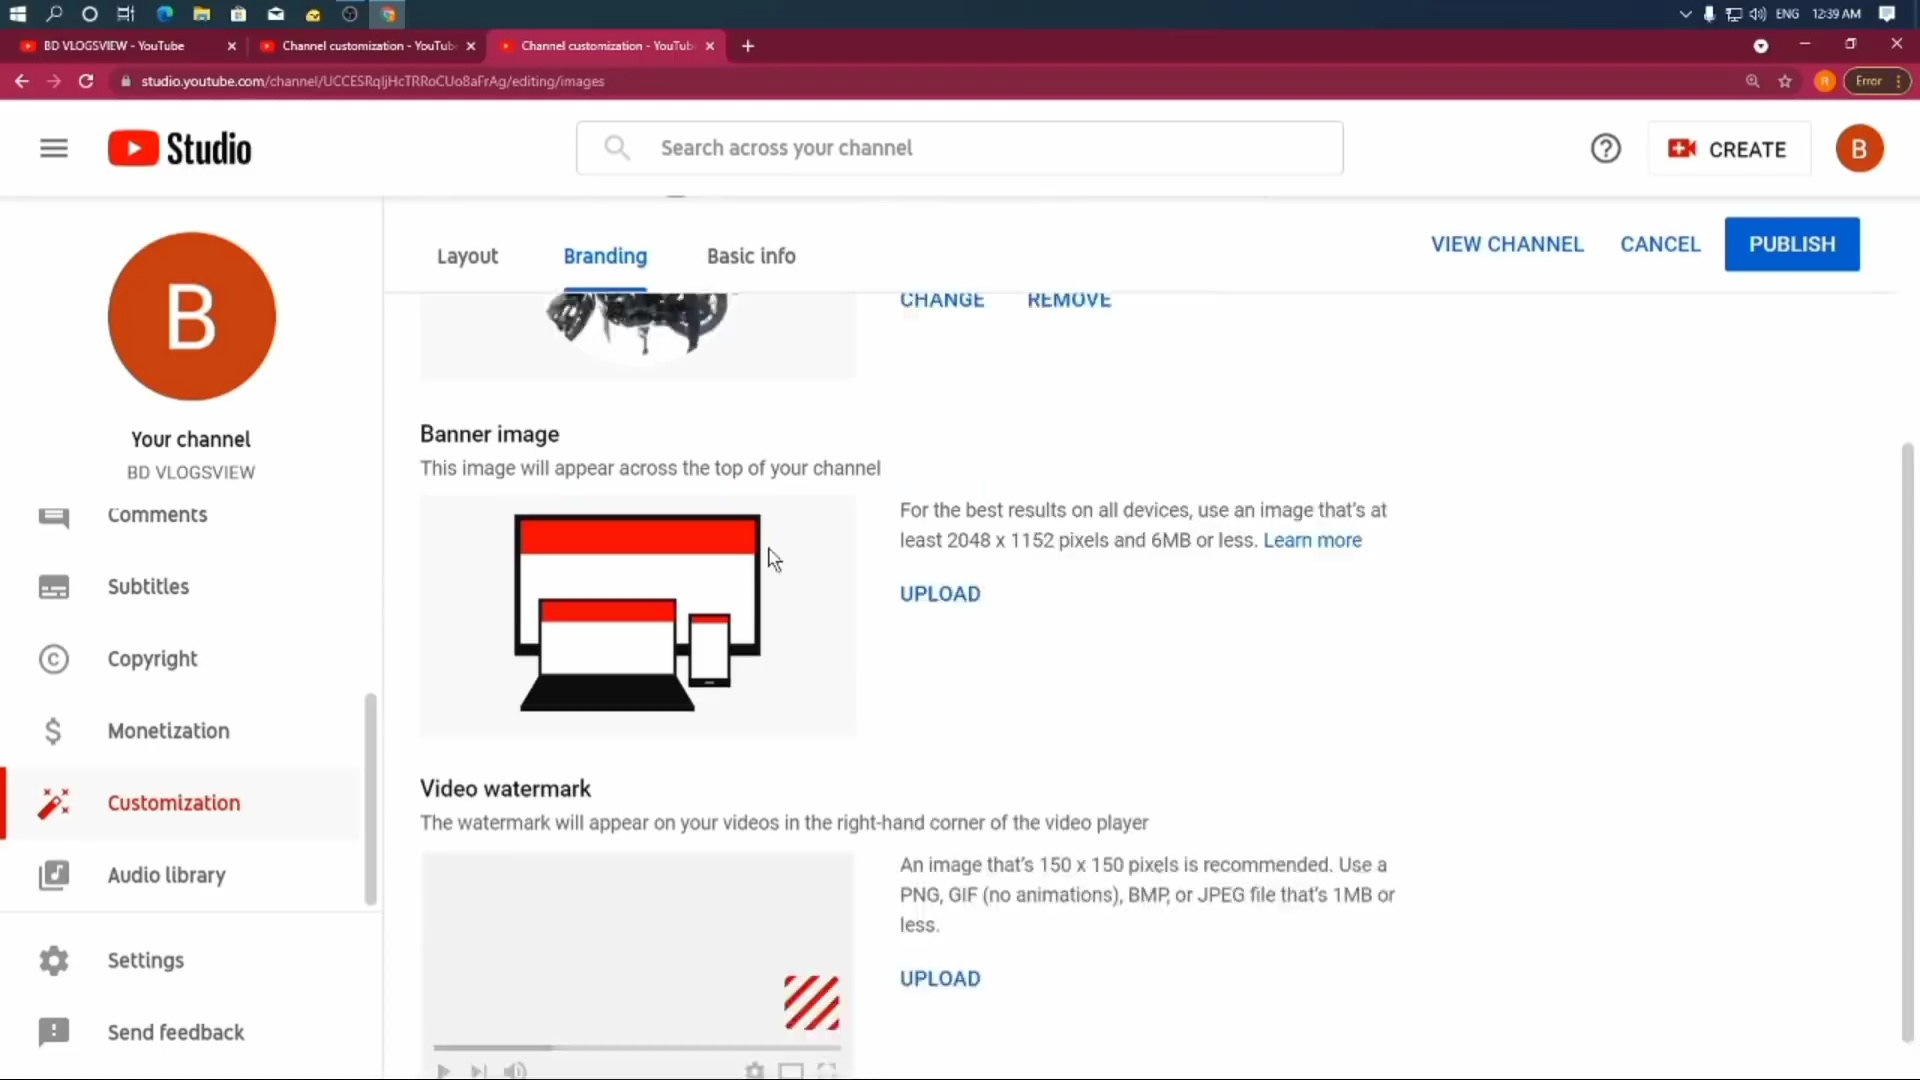 ENG
12:39 AM
BD VLOGSVIEW - YouTube
Channel customization - YouTub
Channel customization - YouTub
studio.youtube.com/channel/UCCESRqIjHcTRRoCUo8aFrAg/editing/images
R
Error
Studio
Search across your channel
CREATE
B
B
Your channel
BD VLOGSVIEW
Comments
Subtitles
Copyright
Monetization
Customization
Audio library
Settings
Send feedback
Layout
Branding
Basic info
VIEW CHANNEL
CANCEL
PUBLISH
CHANGE
REMOVE
Banner image
This image will appear across the top of your channel
For the best results on all devices, use an image that's at
least 2048 x 1152 pixels and 6MB or less. Learn more
UPLOAD
Video watermark
The watermark will appear on your videos in the right-hand corner of the video player
An image that's 150 x 150 pixels is recommended. Use a
PNG, GIF (no animations), BMP, or JPEG file that's 1MB or
less.
UPLOAD